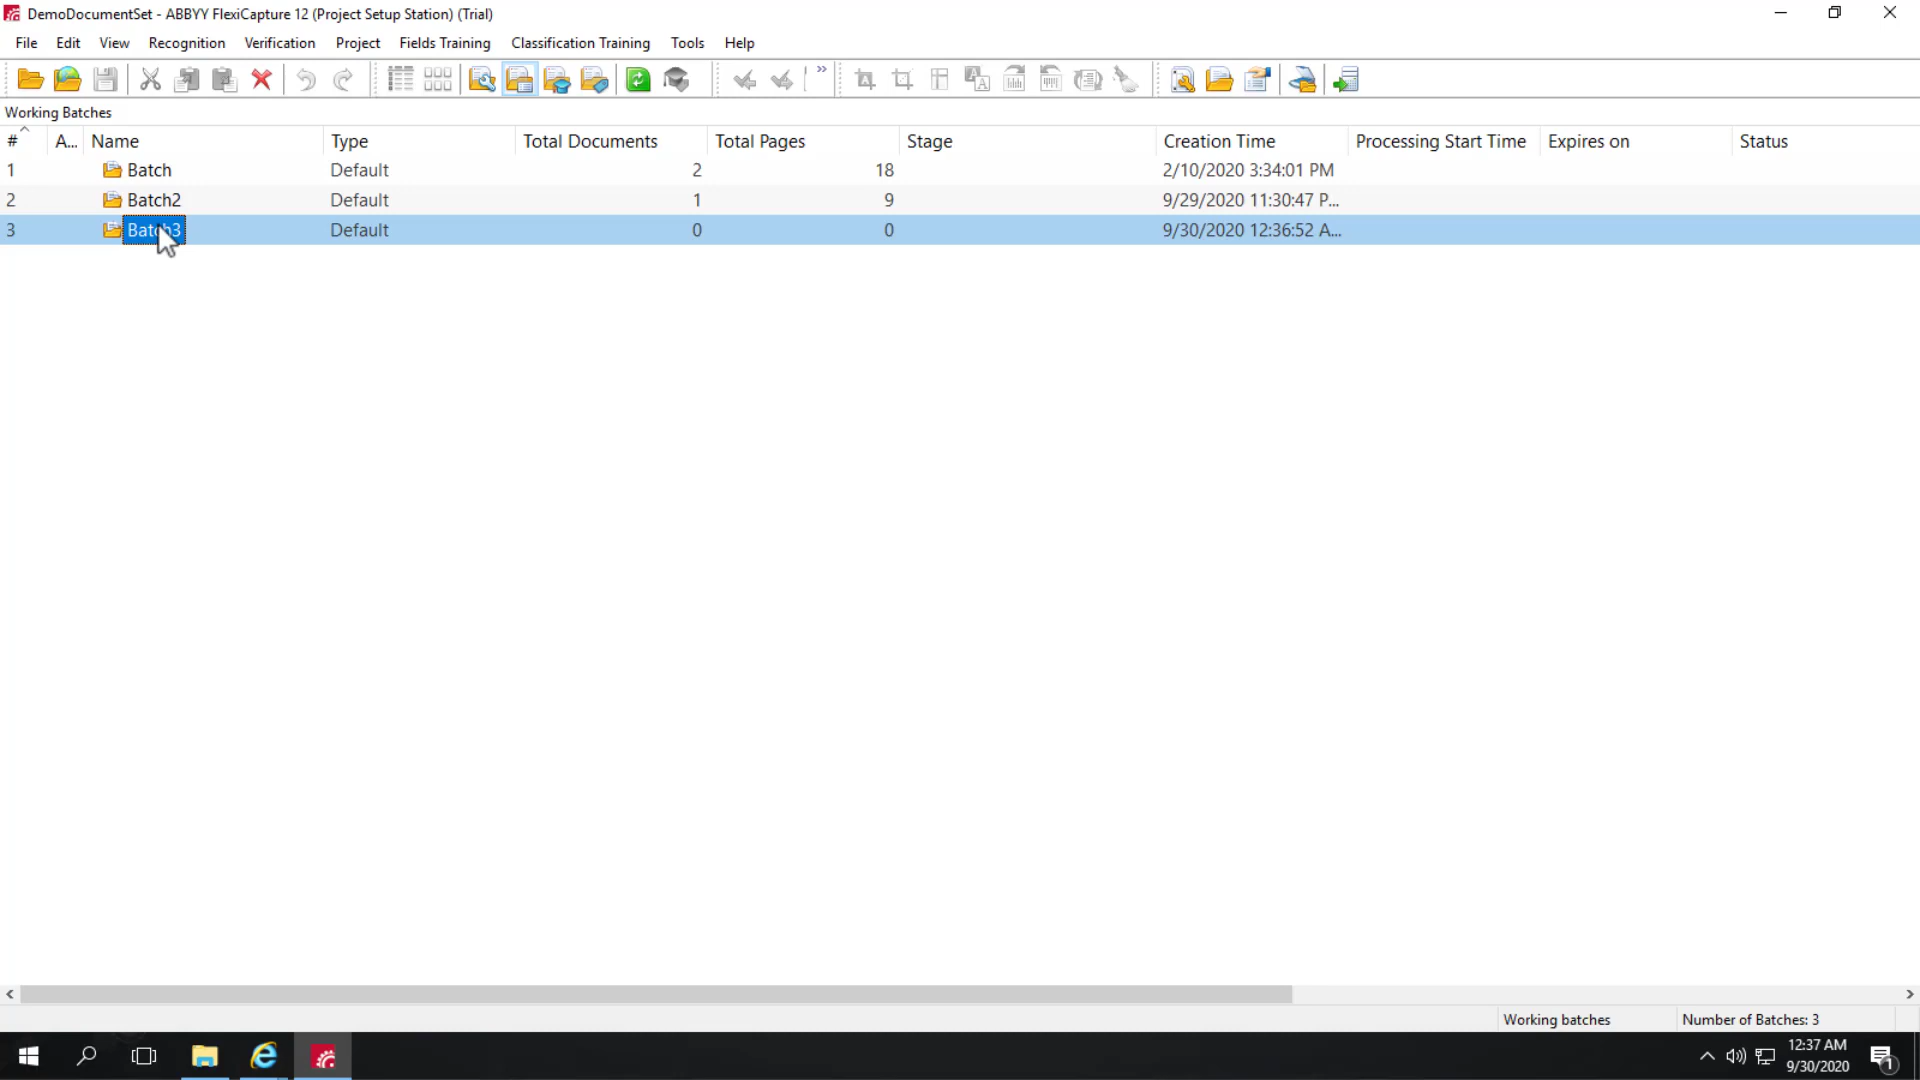 DemoDocumentSet - ABBYY FlexiCapture 12 (Project Setup Station) (Trial)
File Edit View Recognition Verification Project Fields Training Classification Training Tools Help
Working Batches
# A... Name Type Total Documents Total Pages Stage Creation Time Processing Start Time Expires on Status
1 Batch Default 2 18 2/10/2020 3:34:01 PM
2 Batch2 Default 1 9 9/29/2020 11:30:47 P...
3 Batch3 Default 0 0 9/30/2020 12:36:52 A...
Working batches Number of Batches: 3
12:37 AM
9/30/2020
1